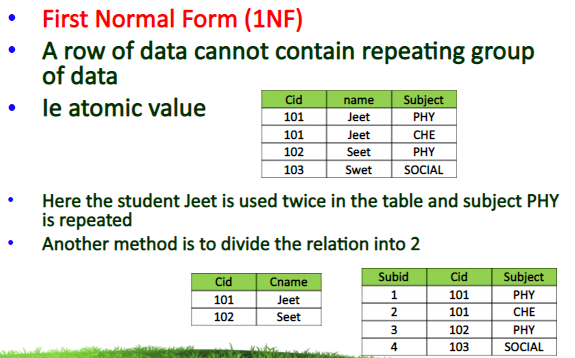 • First Normal Form (1NF)
• A row of data cannot contain repeating group
of data
• Ie atomic value
Cid name Subject
101 Jeet PHY
101 Jeet CHE
102 Seet PHY
103 Swet SOCIAL
• Here the student Jeet is used twice in the table and subject PHY
is repeated
• Another method is to divide the relation into 2
Cid Cname
101 Jeet
102 Seet
Subid Cid Subject
1 101 PHY
2 101 CHE
3 102 PHY
4 103 SOCIAL